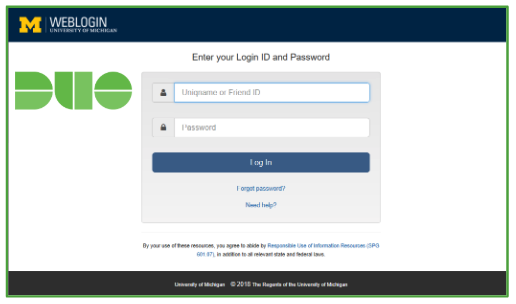 M WEBLOGIN
UNIVERSITY OF MICHIGAN
Enter your Login ID and Password
DUO
Uniqname or Friend ID
Password
Log In
Forgot password?
Need help?
By your use of these resources, you agree to abide by Responsible Use of Information Resources (SPG
601.07), in addition to all relevant state and federal laws.
University of Michigan © 2018 The Regents of the University of Michigan